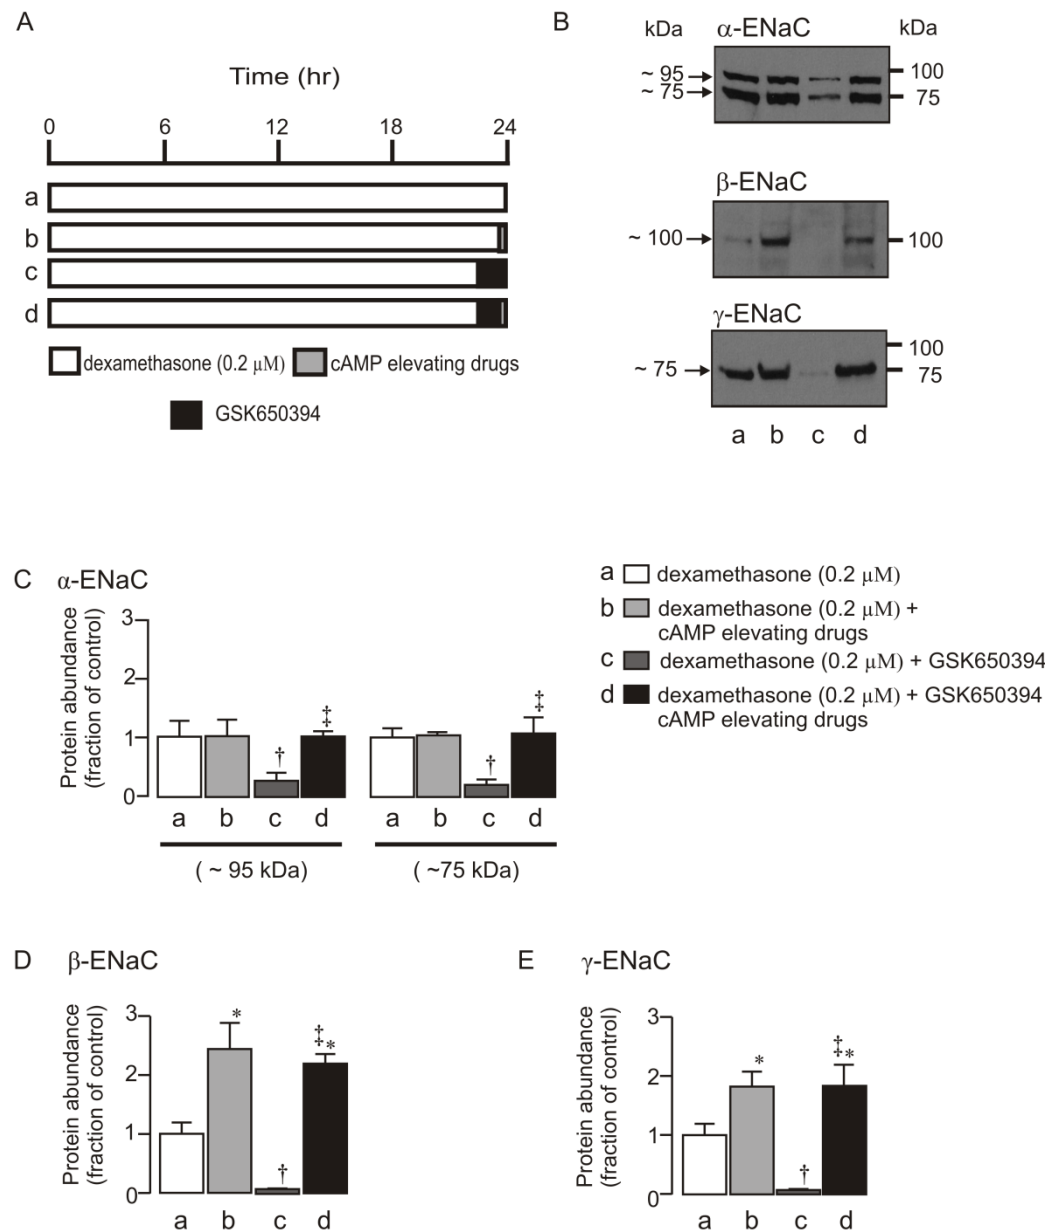 A
Time (hr)
0 6 12 18 24
a
b
c
d
dexamethasone (0.2 µM) cAMP elevating drugs
GSK650394
B
kDa α-ENaC kDa
~ 95 100
~ 75 75
β-ENaC
~ 100 100
γ-ENaC
100
~ 75 75
a b c d
C α-ENaC
Protein abundance
(fraction of control)
3
2
1
0
† ‡ † ‡
a b c d a b c d
( ~ 95 kDa) ( ~75 kDa)
a dexamethasone (0.2 µM)
b dexamethasone (0.2 µM) +
cAMP elevating drugs
c dexamethasone (0.2 µM) + GSK650394
d dexamethasone (0.2 µM) + GSK650394
cAMP elevating drugs
D β-ENaC
Protein abundance
(fraction of control)
3
2
1
0
* † ‡*
a b c d
E γ-ENaC
Protein abundance
(fraction of control)
3
2
1
0
* † ‡*
a b c d